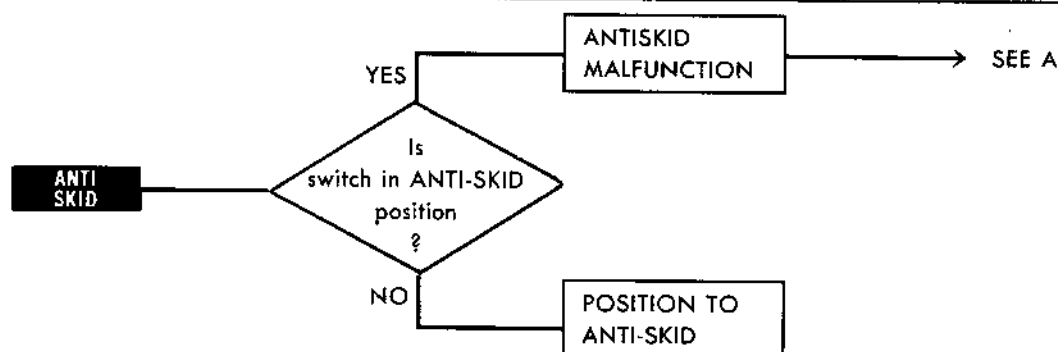 ANTISKID
MALFUNCTION
SEE A
YES
Is
switch in ANTI-SKID
position
?
ANTI
SKID
NO
POSITION TO
ANTI-SKID